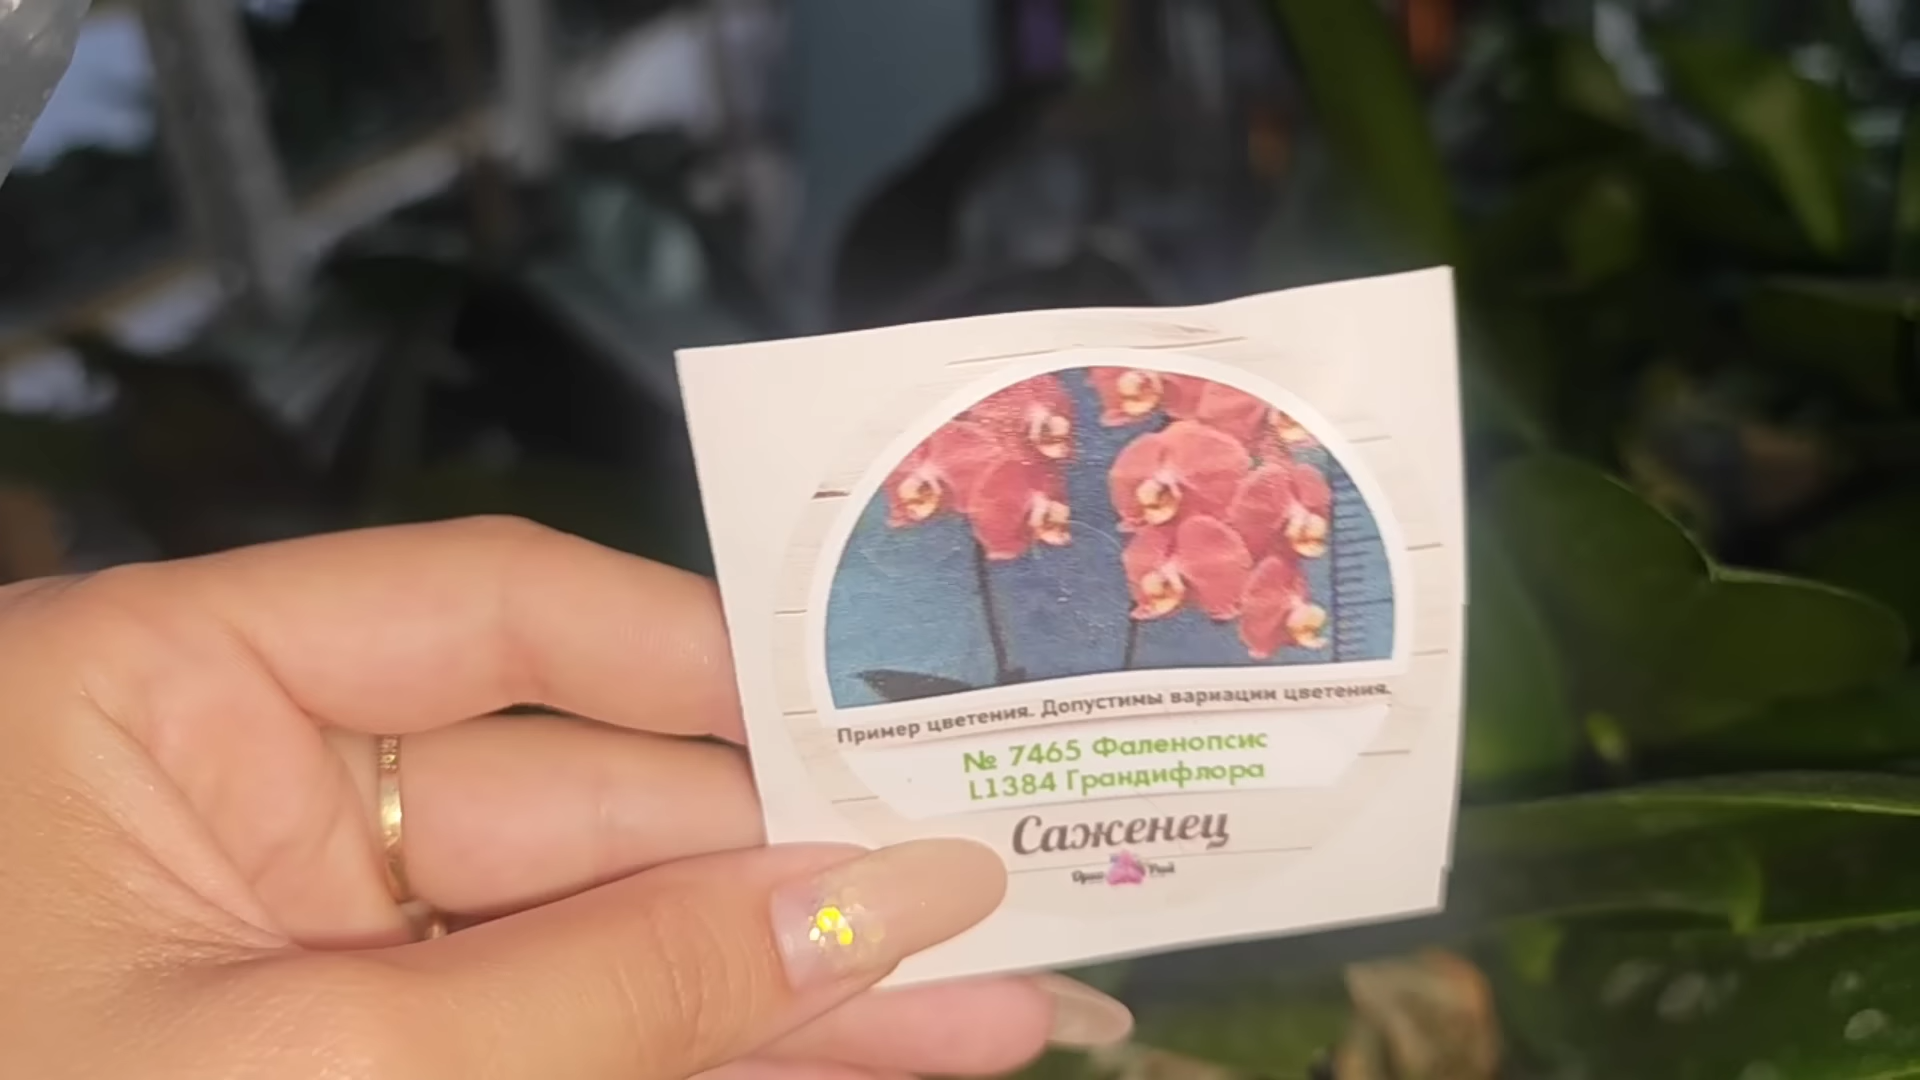 Пример цветения. Допустимы вариации цветения.
№ 7465 Фаленопсис
L1384 Грандифлора
Саженец